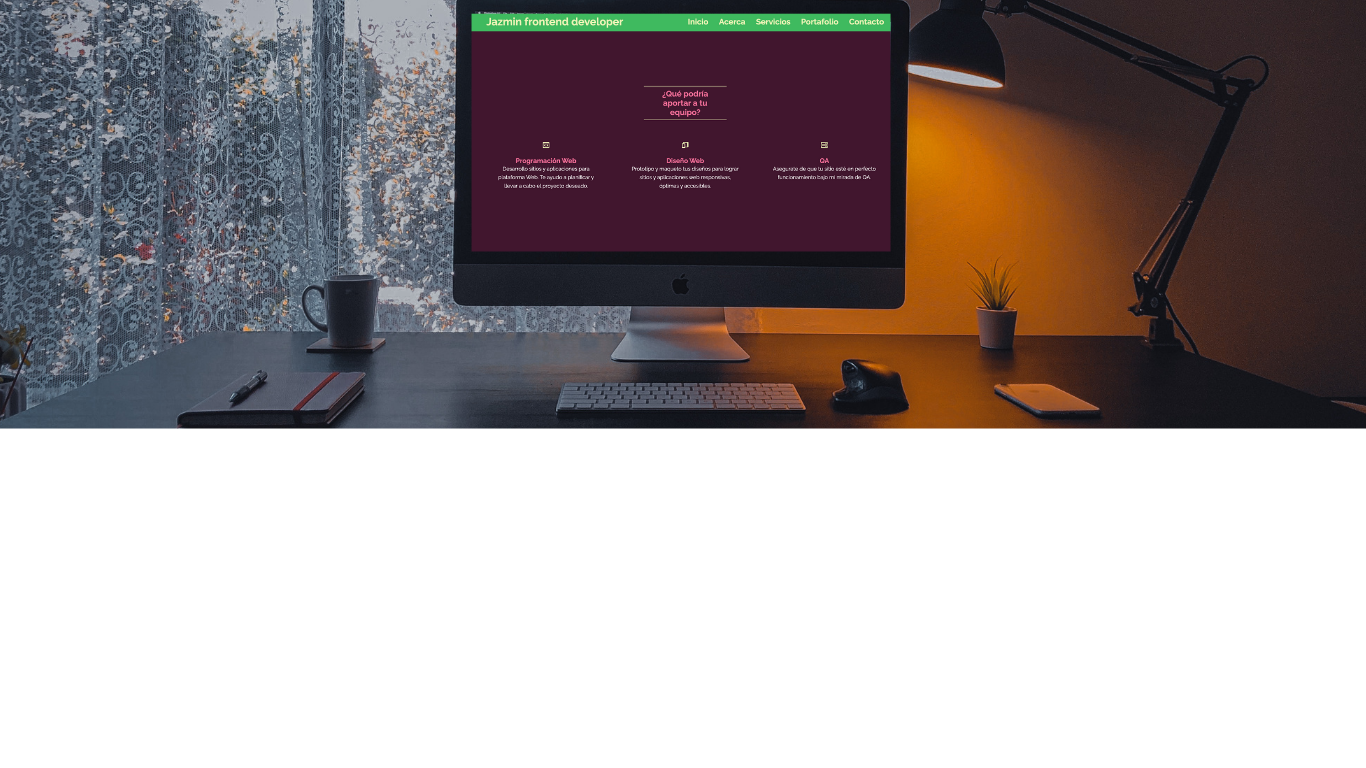 Jazmin frontend developer
Inicio Acerca Servicios Portafolio Contacto
¿Qué podría
aportar a tu
equipo?
Programación Web
Desarrollo sitios y aplicaciones para
plataforma Web. Te ayudo a planificar y
llevar a cabo el proyecto deseado.
Diseño Web
Prototipo y maqueto tus diseños para lograr
sitios y aplicaciones web responsivas,
óptimas y accesibles.
QA
Asegurate de que tu sitio esté en perfecto
funcionamiento bajo mi mirada de QA.